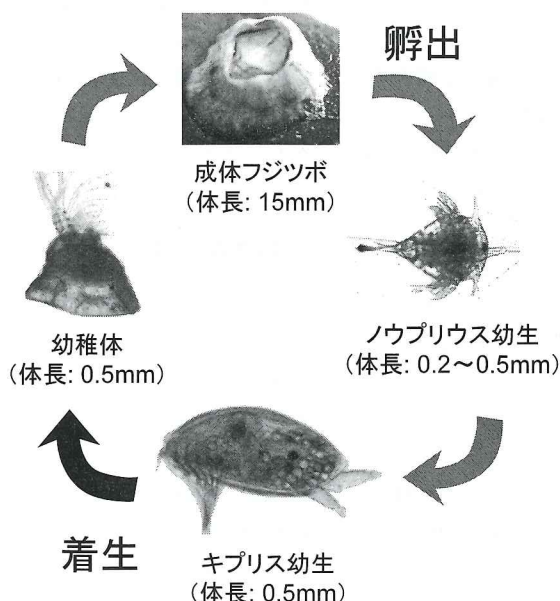 孵出
成体フジツボ
(体長: 15mm)
ノウプリウス幼生
(体長: 0.2～0.5mm)
幼稚体
(体長: 0.5mm)
着生
キプリス幼生
(体長: 0.5mm)